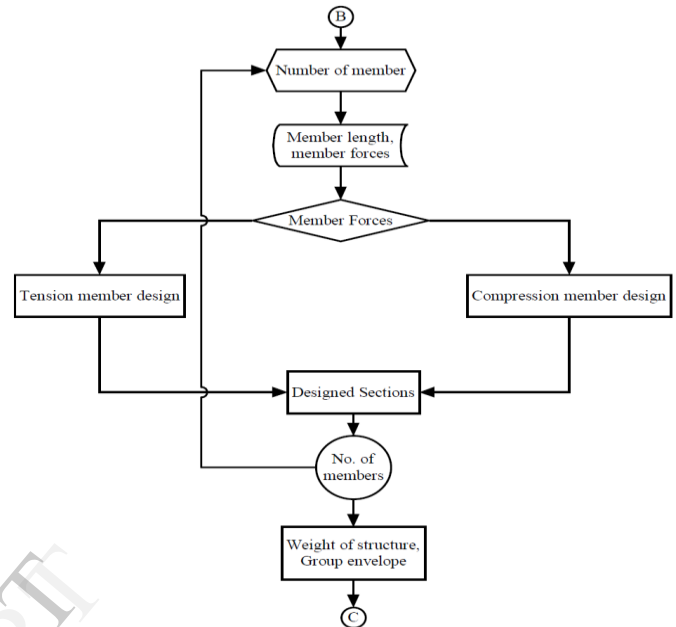 B
Number of member
Member length,
member forces
Member Forces
Tension member design
Compression member design
Designed Sections
No. of
members
Weight of structure,
Group envelope
C